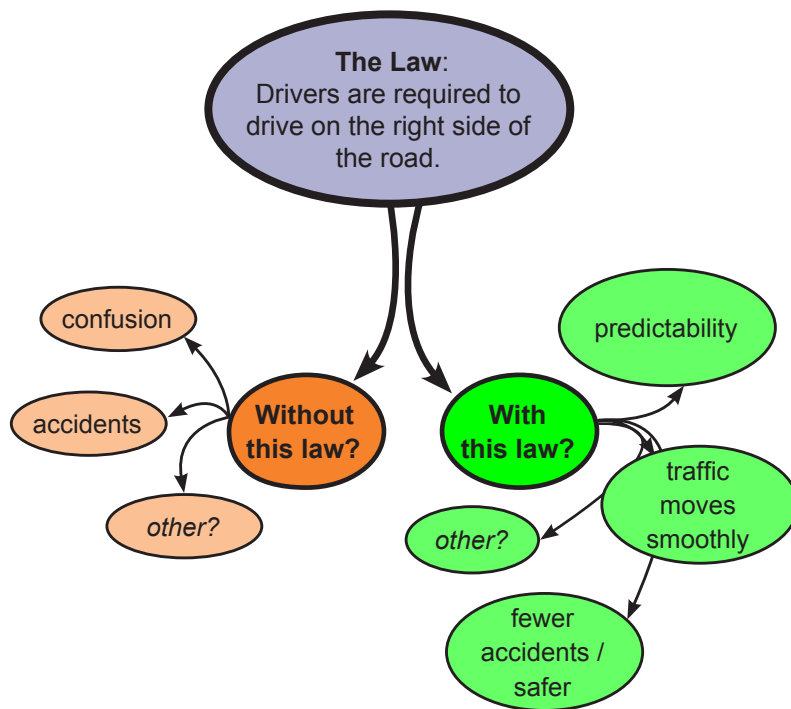 The Law:
Drivers are required to
drive on the right side of
the road.
confusion
accidents
other?
Without
this law?
With
this law?
predictability
traffic
moves
smoothly
other?
fewer
accidents /
safer